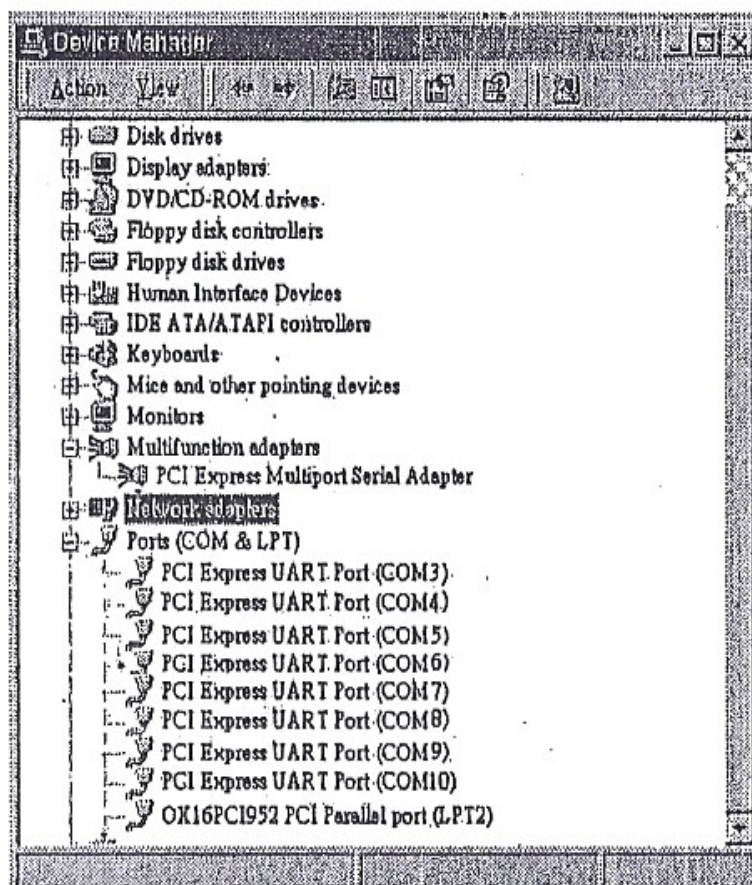 Device Manager
Action View
Disk drives
Display adapters
DVD/CD-ROM drives
Floppy disk controllers
Floppy disk drives
Human Interface Devices
IDE ATA/ATAPI controllers
Keyboards
Mice and other pointing devices
Monitors
Multifunction adapters
PCI Express Multiport Serial Adapter
Network adapters
Ports (COM & LPT)
PCI Express UART Port (COM3)
PCI Express UART Port (COM4)
PCI Express UART Port (COM5)
PCI Express UART Port (COM6)
PCI Express UART Port (COM7)
PCI Express UART Port (COM8)
PCI Express UART Port (COM9)
PCI Express UART Port (COM10)
OX16PCI952 PCI Parallel port (LPT2)